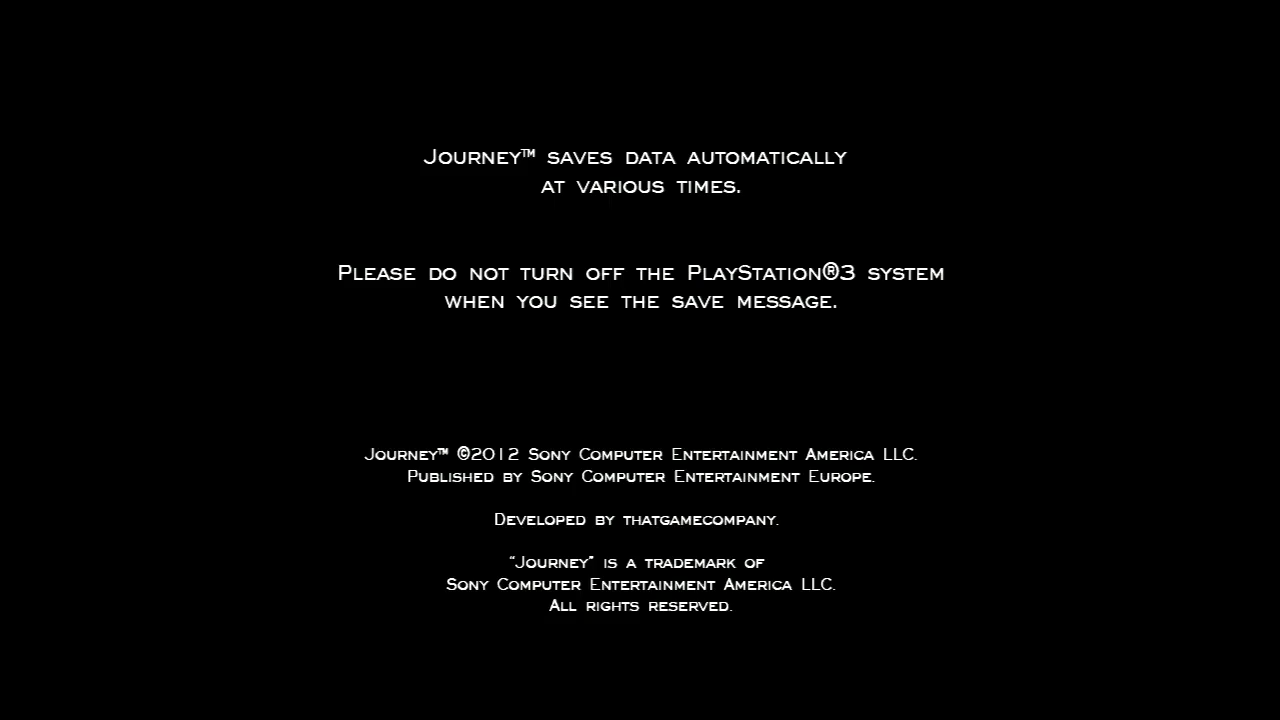 Journey™ saves data automatically
at various times.
Please do not turn off the PlayStation®3 system
when you see the save message.
Journey™ ©2012 Sony Computer Entertainment America LLC.
Published by Sony Computer Entertainment Europe.
Developed by thatgamecompany.
“Journey” is a trademark of
Sony Computer Entertainment America LLC.
All rights reserved.